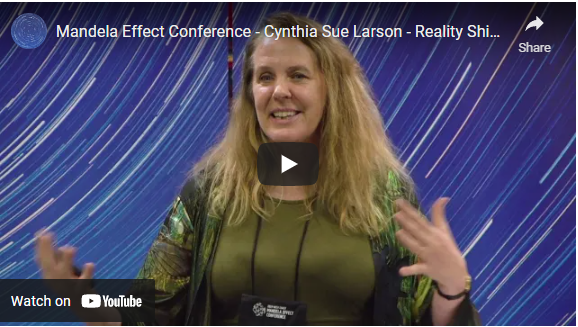 Mandela Effect Conference - Cynthia Sue Larson - Reality Shi...
Share
MANDELA EFFECT
CONFERENCE
Watch on YouTube